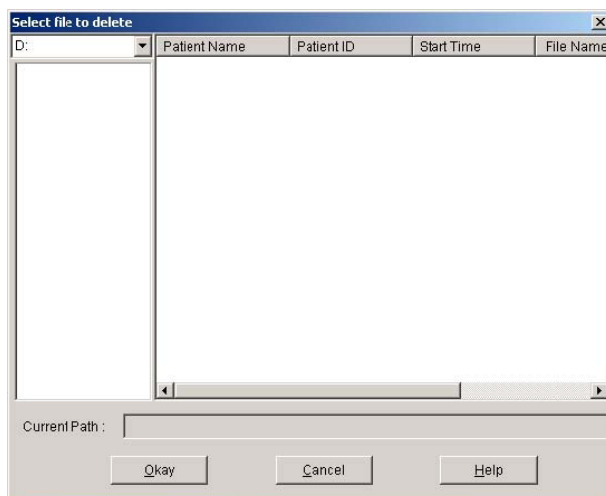 Select file to delete
D: Patient Name Patient ID Start Time File Name
Current Path :
Okay Cancel Help